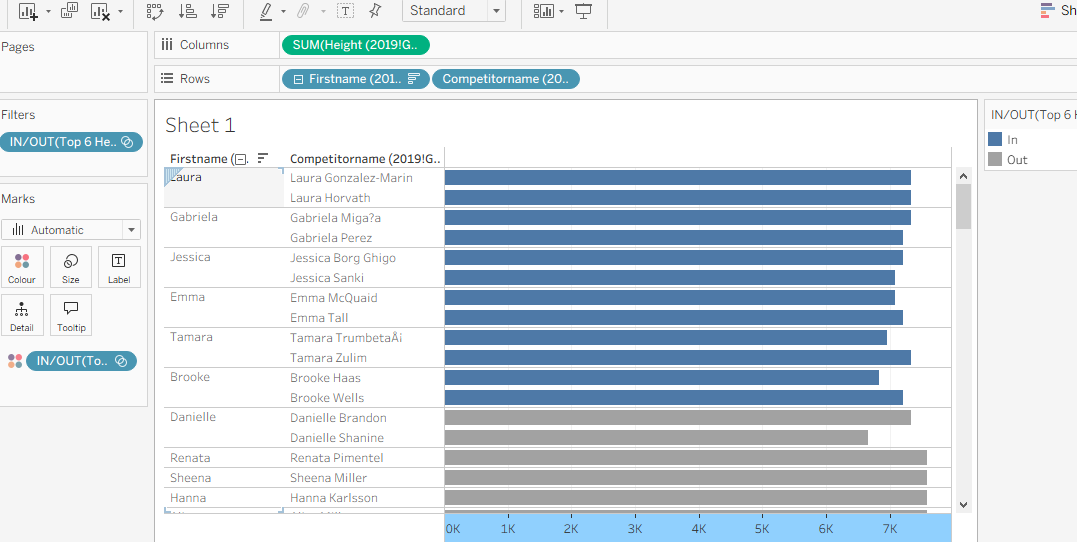 Standard
Sh
Pages
Columns
SUM(Height (2019!G..
Rows
Firstname (201..
Competitorname (20..
Filters
IN/OUT(Top 6 He..
Marks
Automatic
Colour
Size
Label
Detail
Tooltip
IN/OUT(To..
Sheet 1
Firstname (
Competitorname (2019!G..
Laura
Laura Gonzalez-Marin
Laura Horvath
Gabriela
Gabriela Miga?a
Gabriela Perez
Jessica
Jessica Borg Ghigo
Jessica Sanki
Emma
Emma McQuaid
Emma Tall
Tamara
Tamara TrumbetaÅ¡
Tamara Zulim
Brooke
Brooke Haas
Brooke Wells
Danielle
Danielle Brandon
Danielle Shanine
Renata
Renata Pimentel
Sheena
Sheena Miller
Hanna
Hanna Karlsson
0K 1K 2K 3K 4K 5K 6K 7K
IN/OUT(Top 6 H
In
Out